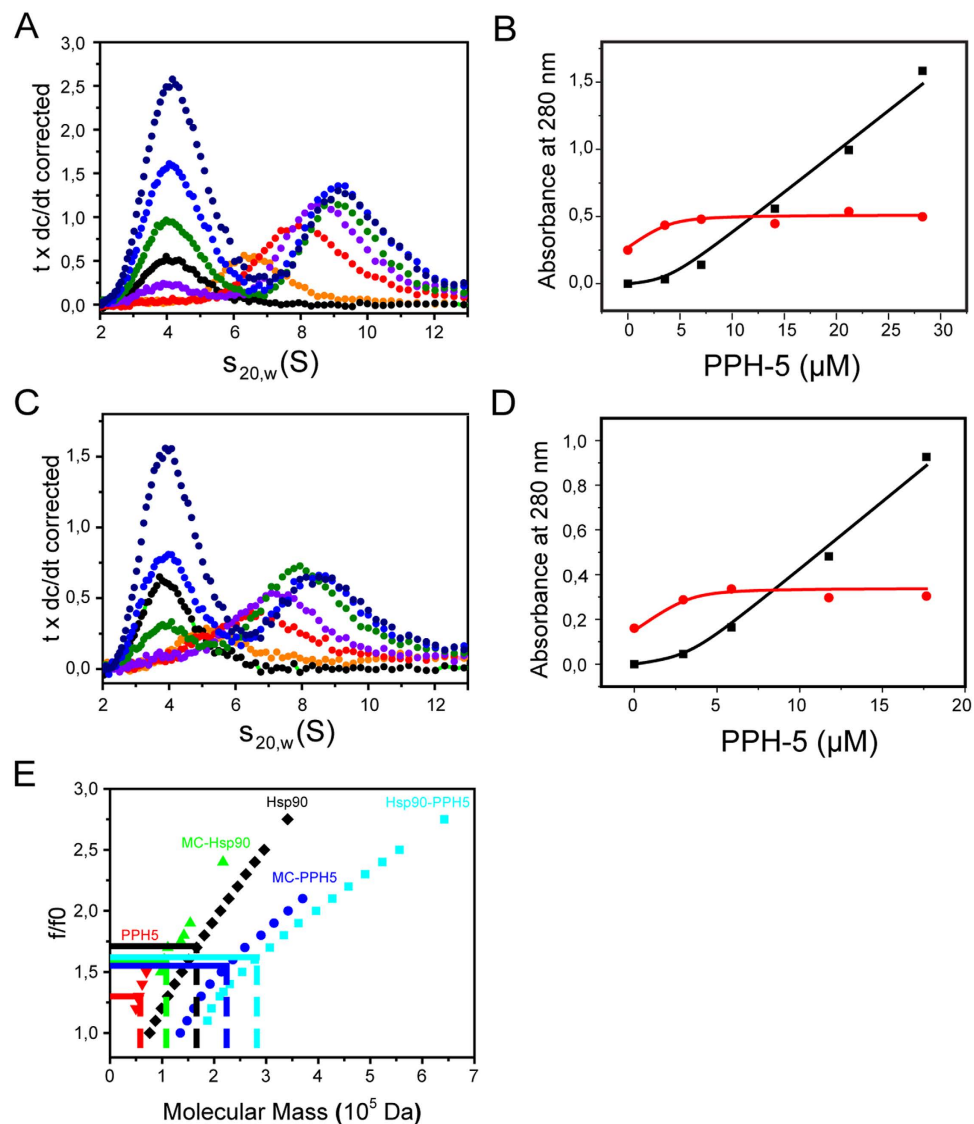 A
3,0
2,5
2,0
1,5
1,0
0,5
0,0
t x dc/dt corrected
2 4 6 8 10 12
s20,w(S)
B
1,5
1,0
0,5
0,0
Absorbance at 280 nm
0 5 10 15 20 25 30
PPH-5 (µM)
C
1,5
1,0
0,5
0,0
t x dc/dt corrected
2 4 6 8 10 12
s20,w(S)
D
1,0
0,8
0,6
0,4
0,2
0,0
Absorbance at 280 nm
0 5 10 15 20
PPH-5 (µM)
E
3,0
2,5
2,0
1,5
1,0
f/f0
Hsp90
Hsp90-PPH5
MC-Hsp90
MC-PPH5
PPH5
0 1 2 3 4 5 6 7
Molecular Mass (10^5 Da)